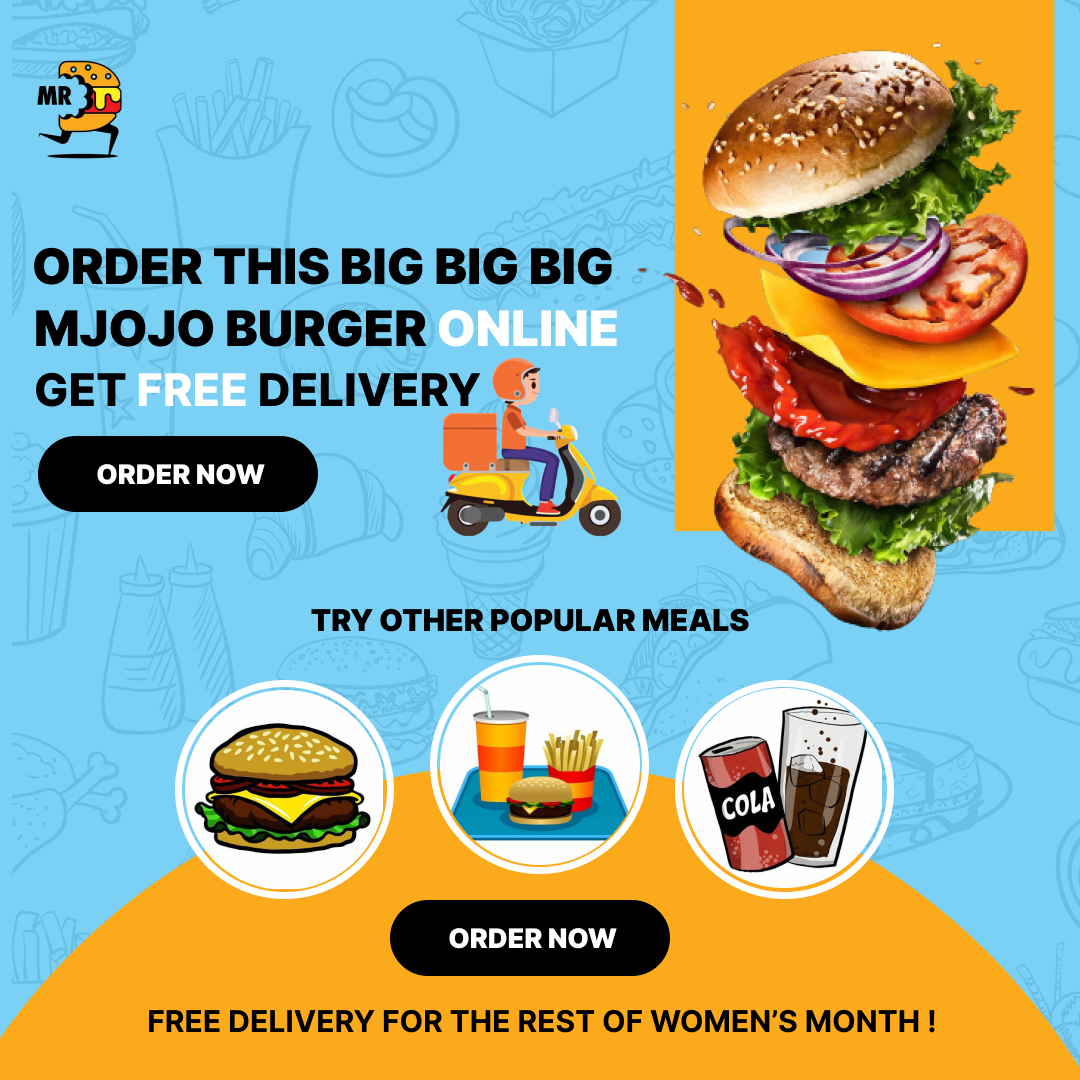 MR
ORDER THIS BIG BIG BIG
MJOJO BURGER ONLINE
GET FREE DELIVERY
ORDER NOW
TRY OTHER POPULAR MEALS
COLA
ORDER NOW
FREE DELIVERY FOR THE REST OF WOMEN'S MONTH !